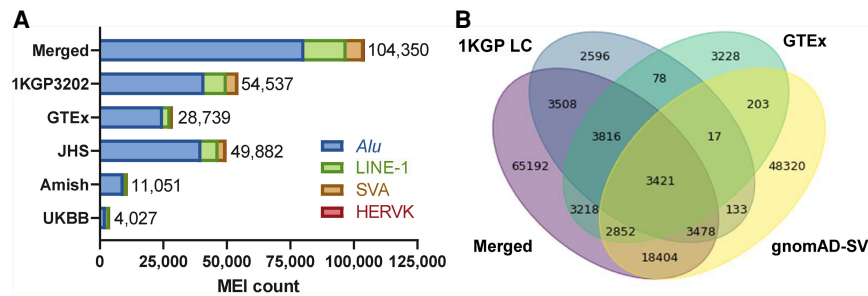 A
Merged
104,350
1KGP3202
54,537
GTEx
28,739
JHS
49,882
Amish
11,051
UKBB
4,027
Alu
LINE-1
SVA
HERVK
0 25,000 50,000 75,000 100,000 125,000
MEI count
B
1KGP LC
GTEx
2596
3228
78
3508
203
3816
17
65192
3421
48320
3218
133
2852
3478
Merged
gnomAD-SV
18404